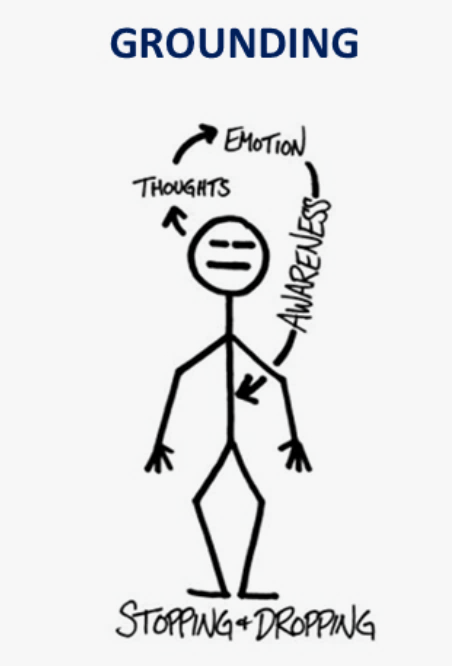 GROUNDING
EMOTION
THOUGHTS
AWARENESS
STOPPING & DROPPING